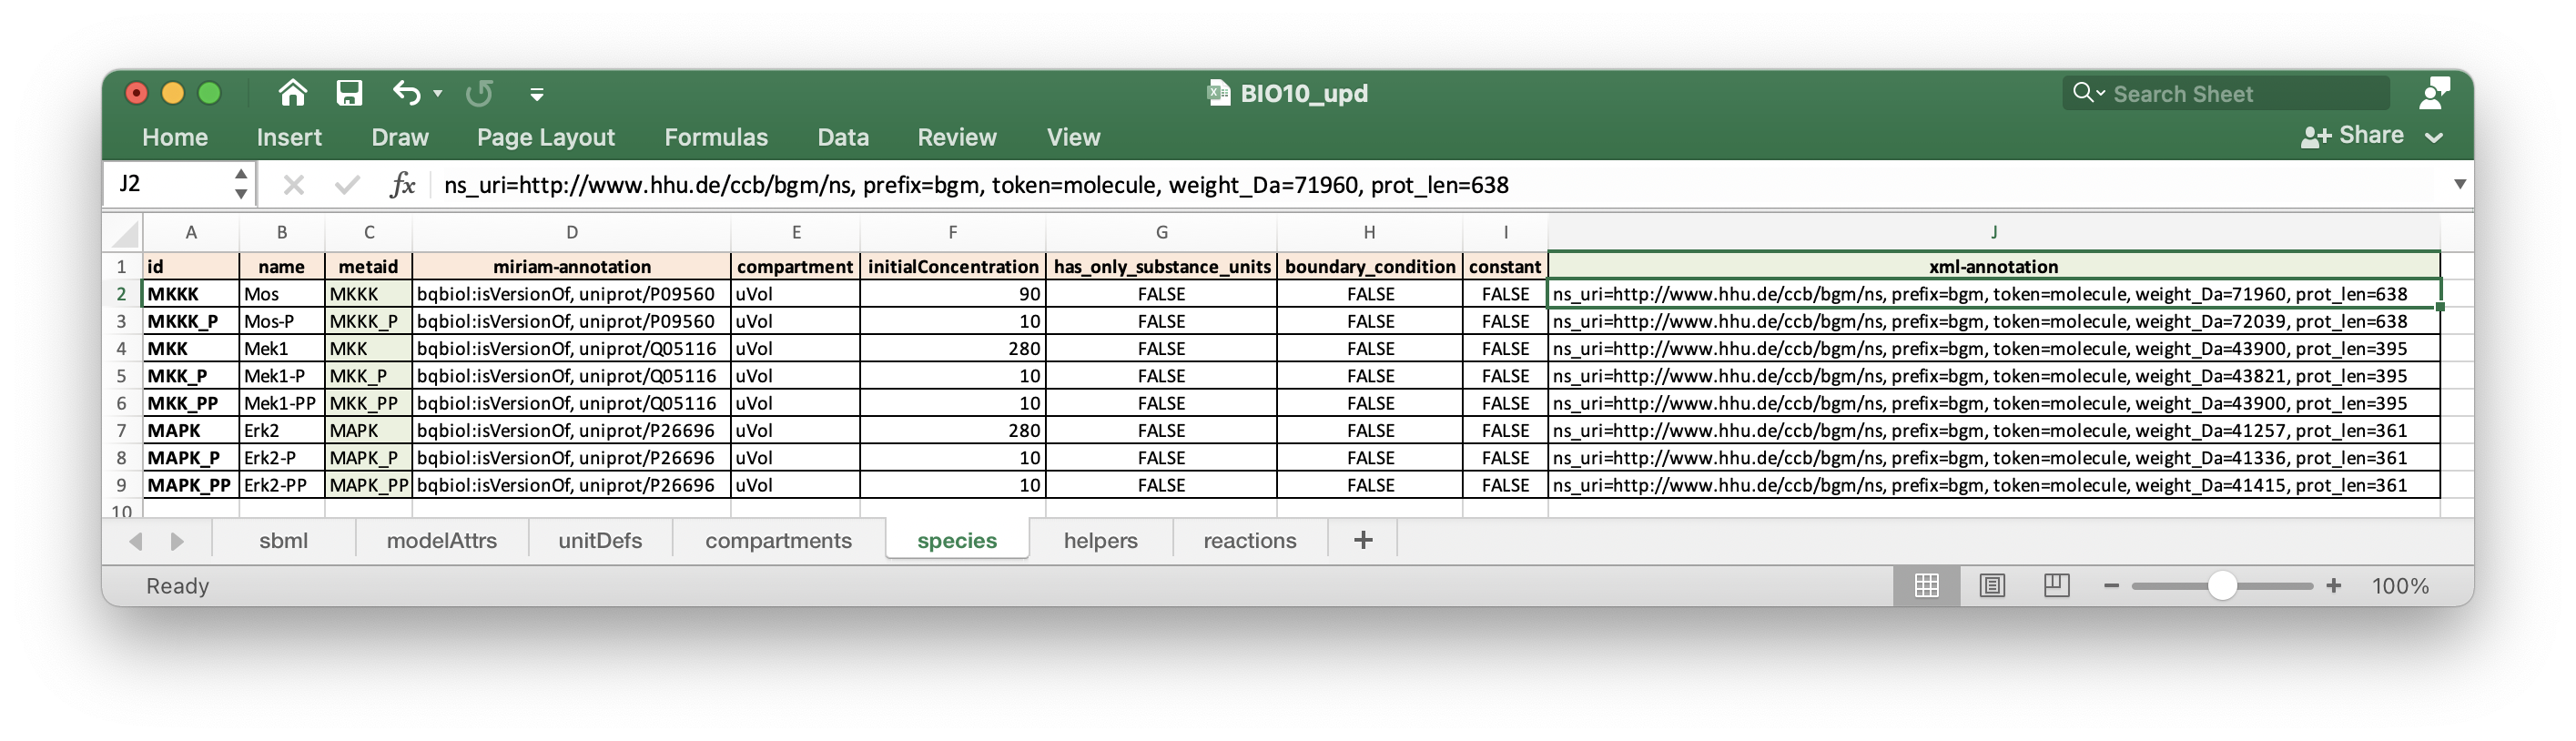 BIO10_upd
Search Sheet
Home Insert Draw Page Layout Formulas Data Review View Share
J2 fx ns_uri=http://www.hhu.de/ccb/bgm/ns, prefix=bgm, token=molecule, weight_Da=71960, prot_len=638
A B C D E F G H I J
1 id name metaid miriam-annotation compartment initialConcentration has_only_substance_units boundary_condition constant xml-annotation
2 MKKK Mos MKKK bqbiol:isVersionOf, uniprot/P09560 uVol 90 FALSE FALSE FALSE ns_uri=http://www.hhu.de/ccb/bgm/ns, prefix=bgm, token=molecule, weight_Da=71960, prot_len=638
3 MKKK_P Mos-P MKKK_P bqbiol:isVersionOf, uniprot/P09560 uVol 10 FALSE FALSE FALSE ns_uri=http://www.hhu.de/ccb/bgm/ns, prefix=bgm, token=molecule, weight_Da=72039, prot_len=638
4 MKK Mek1 MKK bqbiol:isVersionOf, uniprot/Q05116 uVol 280 FALSE FALSE FALSE ns_uri=http://www.hhu.de/ccb/bgm/ns, prefix=bgm, token=molecule, weight_Da=43900, prot_len=395
5 MKK_P Mek1-P MKK_P bqbiol:isVersionOf, uniprot/Q05116 uVol 10 FALSE FALSE FALSE ns_uri=http://www.hhu.de/ccb/bgm/ns, prefix=bgm, token=molecule, weight_Da=43821, prot_len=395
6 MKK_PP Mek1-PP MKK_PP bqbiol:isVersionOf, uniprot/Q05116 uVol 10 FALSE FALSE FALSE ns_uri=http://www.hhu.de/ccb/bgm/ns, prefix=bgm, token=molecule, weight_Da=43900, prot_len=395
7 MAPK Erk2 MAPK bqbiol:isVersionOf, uniprot/P26696 uVol 280 FALSE FALSE FALSE ns_uri=http://www.hhu.de/ccb/bgm/ns, prefix=bgm, token=molecule, weight_Da=41257, prot_len=361
8 MAPK_P Erk2-P MAPK_P bqbiol:isVersionOf, uniprot/P26696 uVol 10 FALSE FALSE FALSE ns_uri=http://www.hhu.de/ccb/bgm/ns, prefix=bgm, token=molecule, weight_Da=41336, prot_len=361
9 MAPK_PP Erk2-PP MAPK_PP bqbiol:isVersionOf, uniprot/P26696 uVol 10 FALSE FALSE FALSE ns_uri=http://www.hhu.de/ccb/bgm/ns, prefix=bgm, token=molecule, weight_Da=41415, prot_len=361
10
sbml modelAttrs unitDefs compartments species helpers reactions +
Ready 100%